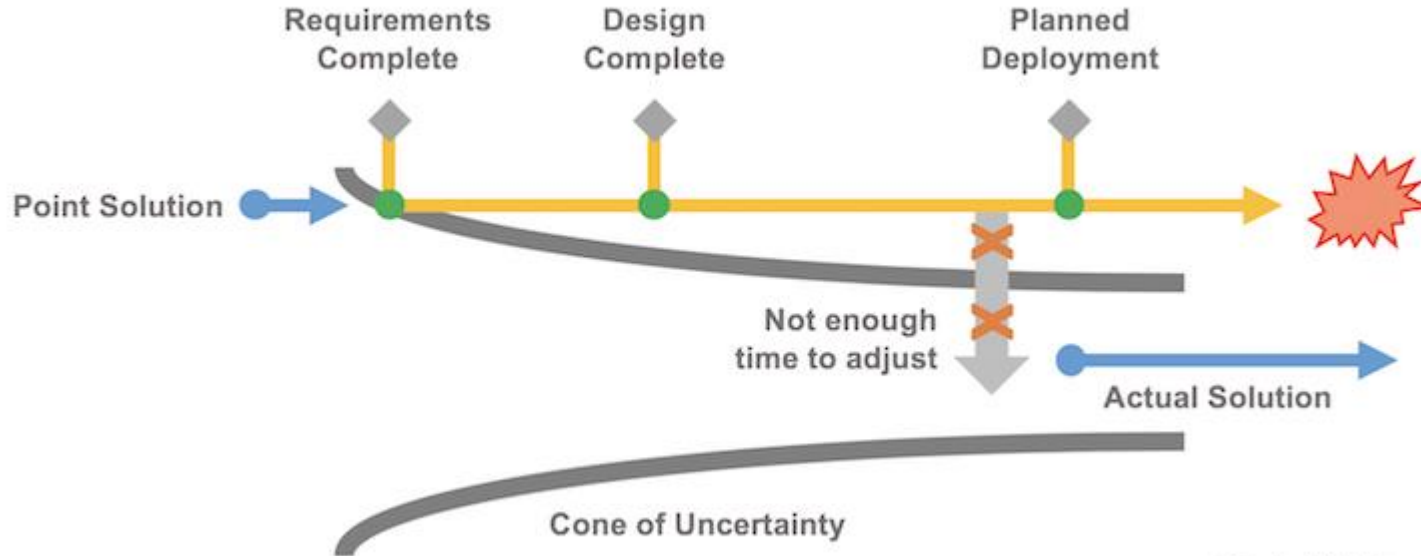 Requirements
Complete
Design
Complete
Planned
Deployment
Point Solution
Not enough
time to adjust
Actual Solution
Cone of Uncertainty